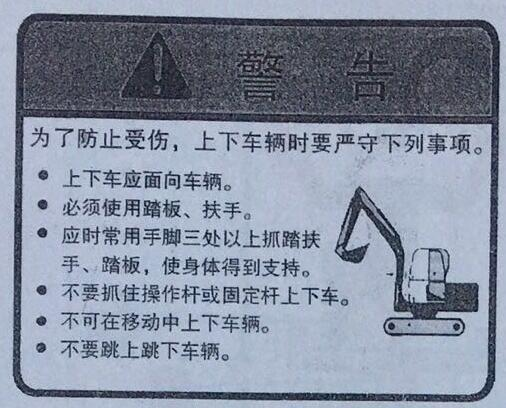 警告
为了防止受伤，上下车辆时要严守下列事项。
● 上下车应面向车辆。
● 必须使用踏板、扶手。
● 应时常用手脚三处以上抓踏扶
手、踏板，使身体得到支持。
● 不要抓住操作杆或固定杆上下车。
● 不可在移动中上下车辆。
● 不要跳上跳下车辆。